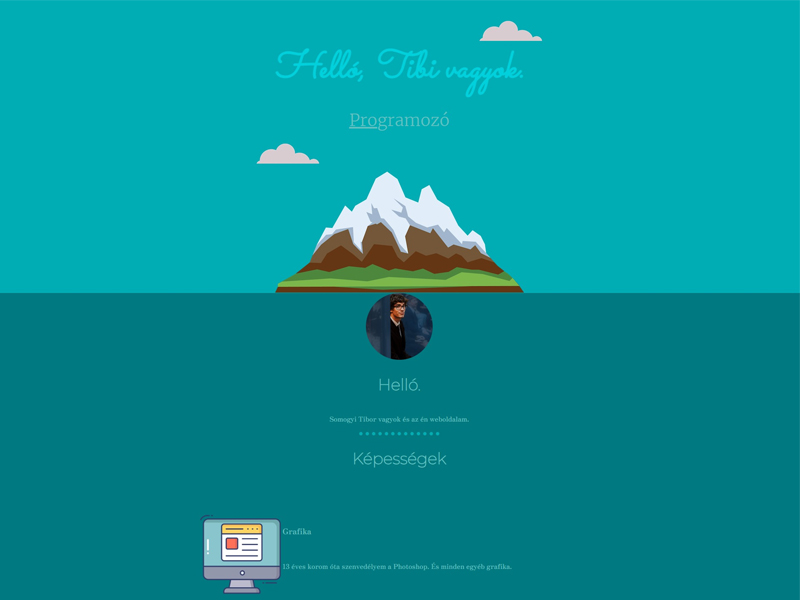 Helló, Tibi vagyok.
Programozó
Helló.
Somogyi Tibor vagyok és az én weboldalam.
Képességek
Grafika
13 éves korom óta szenvedélyem a Photoshop. És minden egyéb grafika.